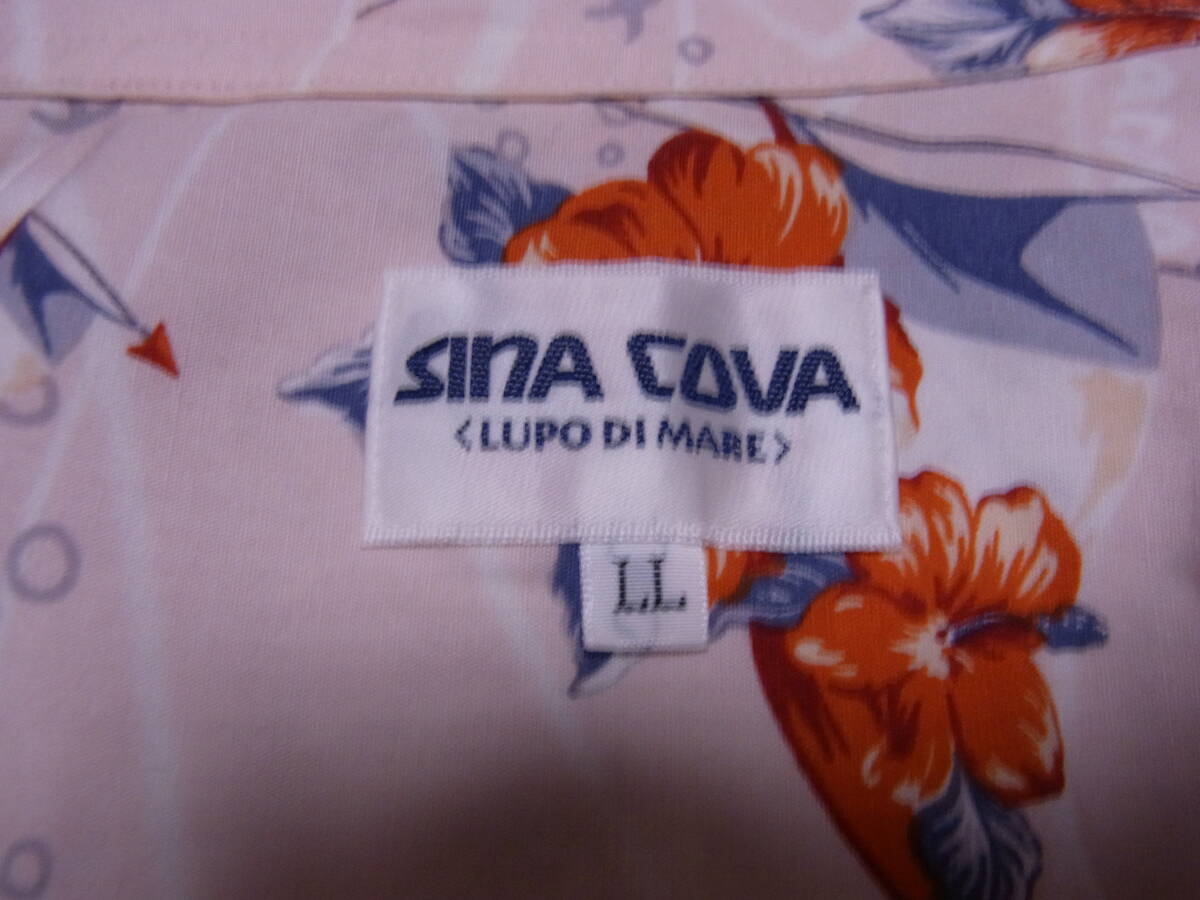 SINA COVA
<LUPO DI MARE>
LL